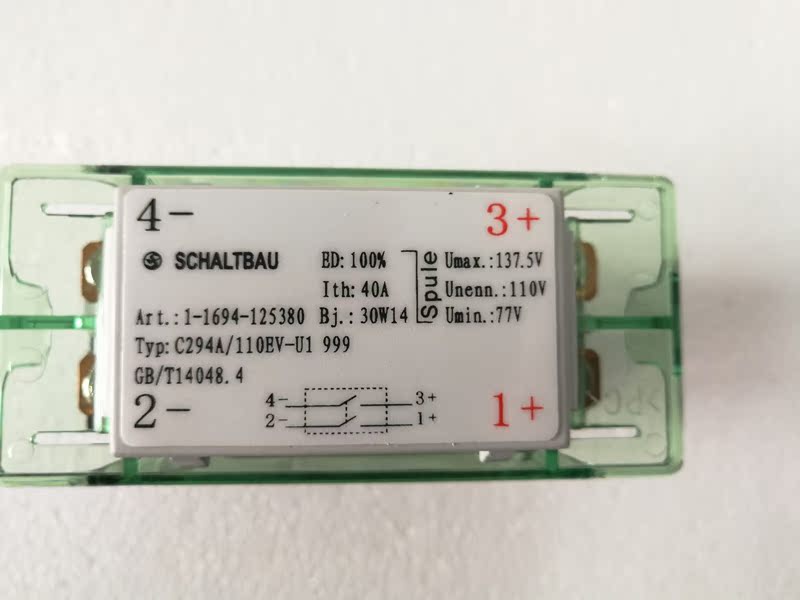 4- 3+
SCHALTBAU ED: 100% Spule Umax.:137.5V
Ith: 40A Unenn.:110V
Art.:1-1694-125380 Bj.: 30W14 Umin.:77V
Typ: C294A/110EV-U1 999
GB/T14048.4
4- 3+
2- 1+
2- 1+
>PC<